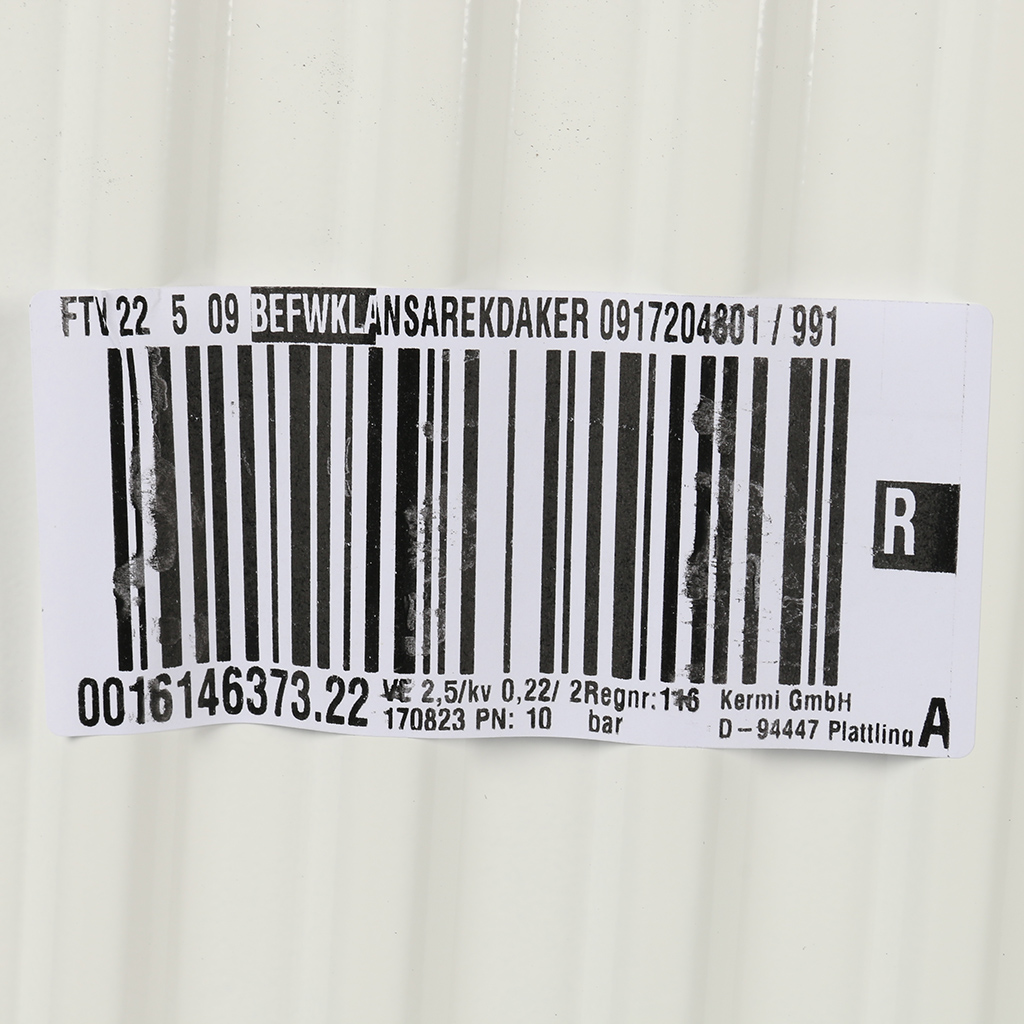 FTV 22 5 09 BEFWKLANSAREKDAKER 0917204801 / 991
R
0016146373.22
VE 2,5/kv 0,22/ 2Regnr:116
170823 PN: 10 bar
Kermi GmbH
D-94447 Plattling
A